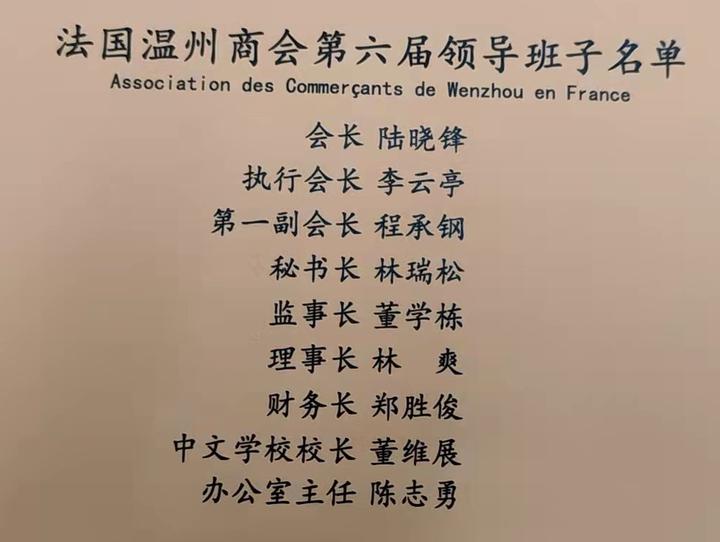 法国温州商会第六届领导班子名单
Association des Commerçants de Wenzhou en France
会长 陆晓锋
执行会长 李云亭
第一副会长 程承钢
秘书长 林瑞松
监事长 董学栋
理事长 林　爽
财务长 郑胜俊
中文学校校长 董维展
办公室主任 陈志勇